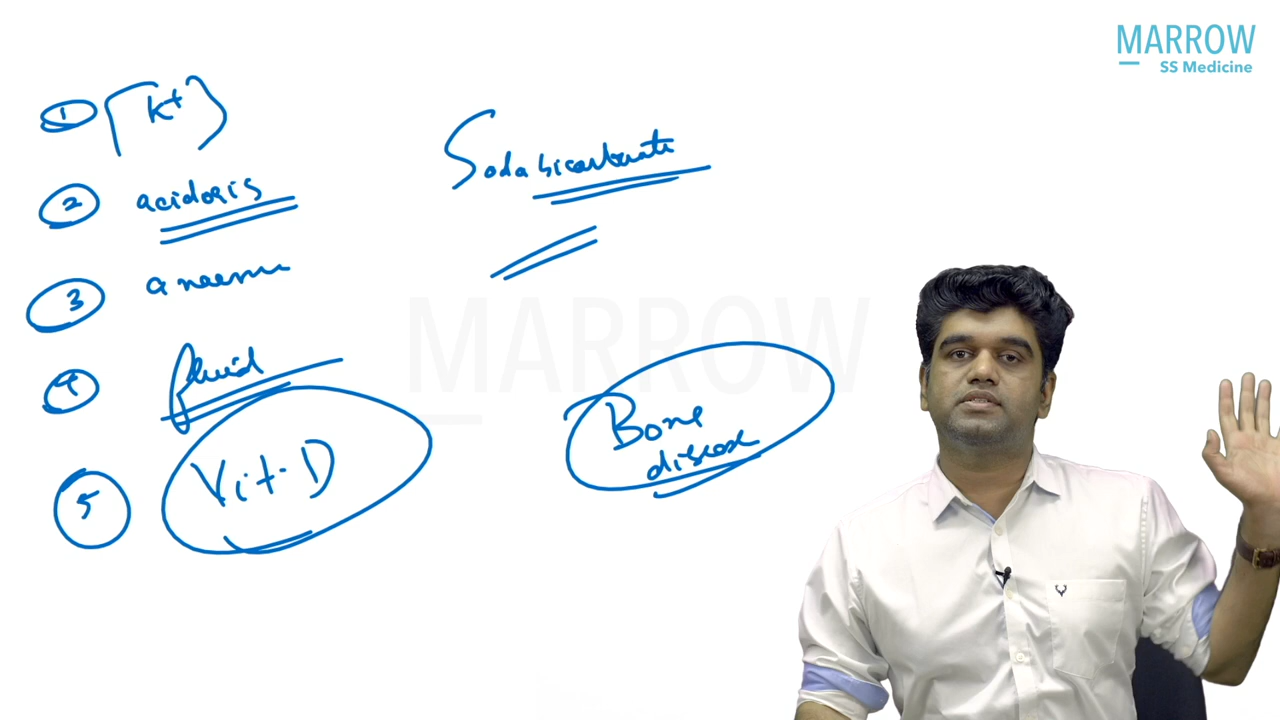 MARROW
SS Medicine
① [K+]
② acidosis
Soda bicarbonate
③ anaemia
④ fluid
⑤ Vit. D
Bone
disease
MARROW